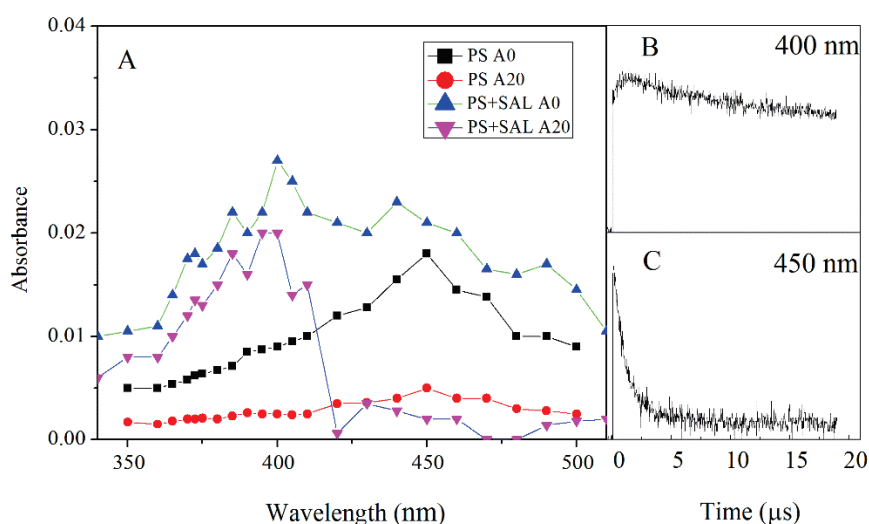 A
PS A0
PS A20
PS+SAL A0
PS+SAL A20
0.04
0.03
0.02
0.01
0.00
Absorbance
350
400
450
500
Wavelength (nm)
B
400 nm
C
450 nm
0
5
10
15
20
Time (μs)